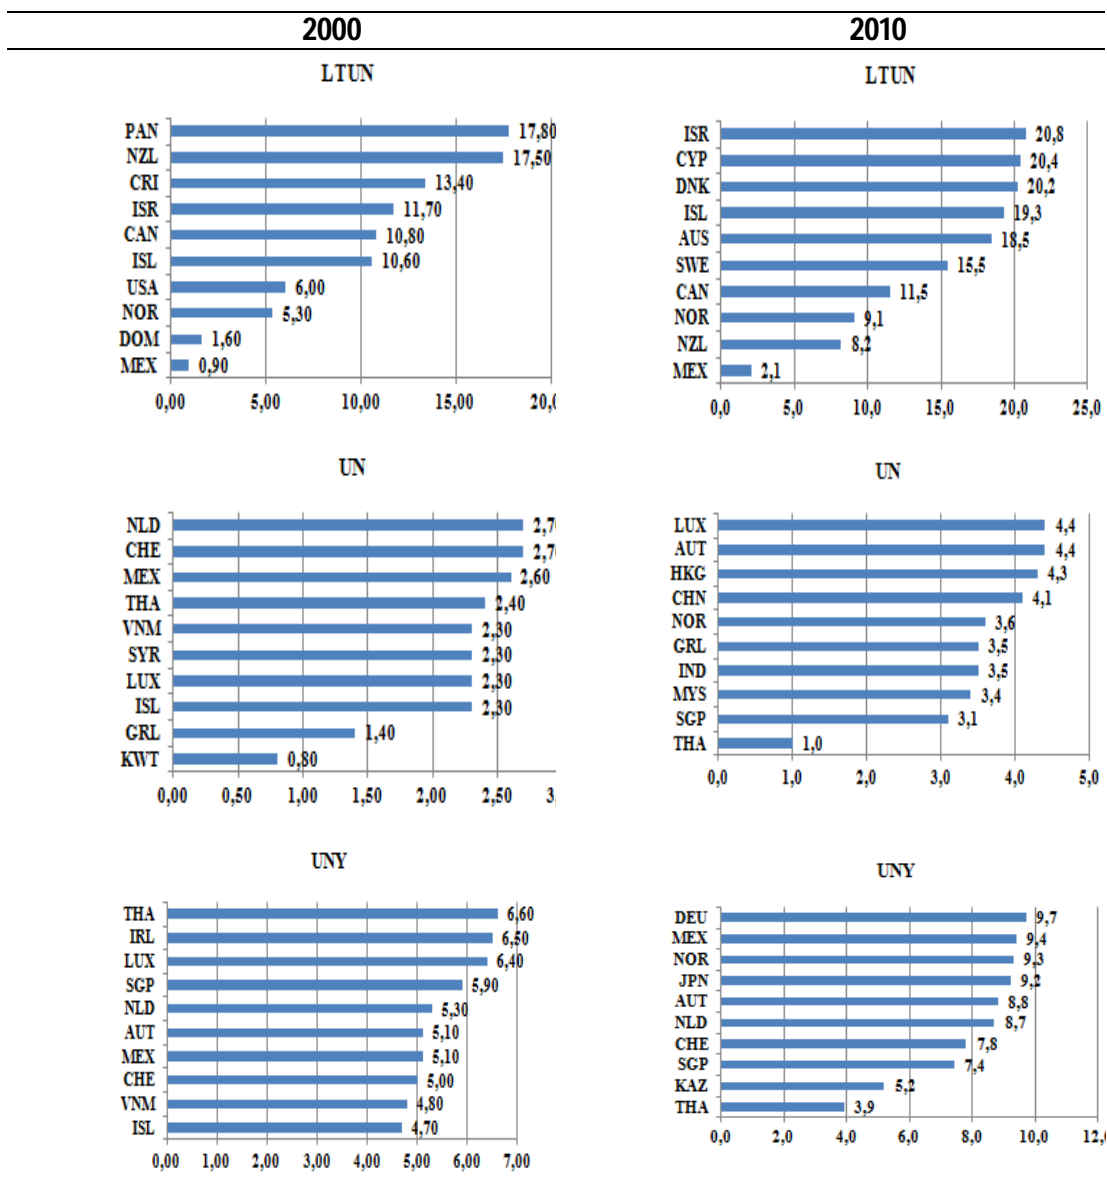 2000 2010
LTUN
PAN 17,80
NZL 17,50
CRI 13,40
ISR 11,70
CAN 10,80
ISL 10,60
USA 6,00
NOR 5,30
DOM 1,60
MEX 0,90
0,00 5,00 10,00 15,00 20,0
LTUN
ISR 20,8
CYP 20,4
DNK 20,2
ISL 19,3
AUS 18,5
SWE 15,5
CAN 11,5
NOR 9,1
NZL 8,2
MEX 2,1
0,0 5,0 10,0 15,0 20,0 25,0
UN
NLD 2,7
CHE 2,7
MEX 2,60
THA 2,40
VNM 2,30
SYR 2,30
LUX 2,30
ISL 2,30
GRL 1,40
KWT 0,80
0,00 0,50 1,00 1,50 2,00 2,50 3,
UN
LUX 4,4
AUT 4,4
HKG 4,3
CHN 4,1
NOR 3,6
GRL 3,5
IND 3,5
MYS 3,4
SGP 3,1
THA 1,0
0,0 1,0 2,0 3,0 4,0 5,0
UNY
THA 6,60
IRL 6,50
LUX 6,40
SGP 5,90
NLD 5,30
AUT 5,10
MEX 5,10
CHE 5,00
VNM 4,80
ISL 4,70
0,00 1,00 2,00 3,00 4,00 5,00 6,00 7,00
UNY
DEU 9,7
MEX 9,4
NOR 9,3
JPN 9,2
AUT 8,8
NLD 8,7
CHE 7,8
SGP 7,4
KAZ 5,2
THA 3,9
0,0 2,0 4,0 6,0 8,0 10,0 12,0